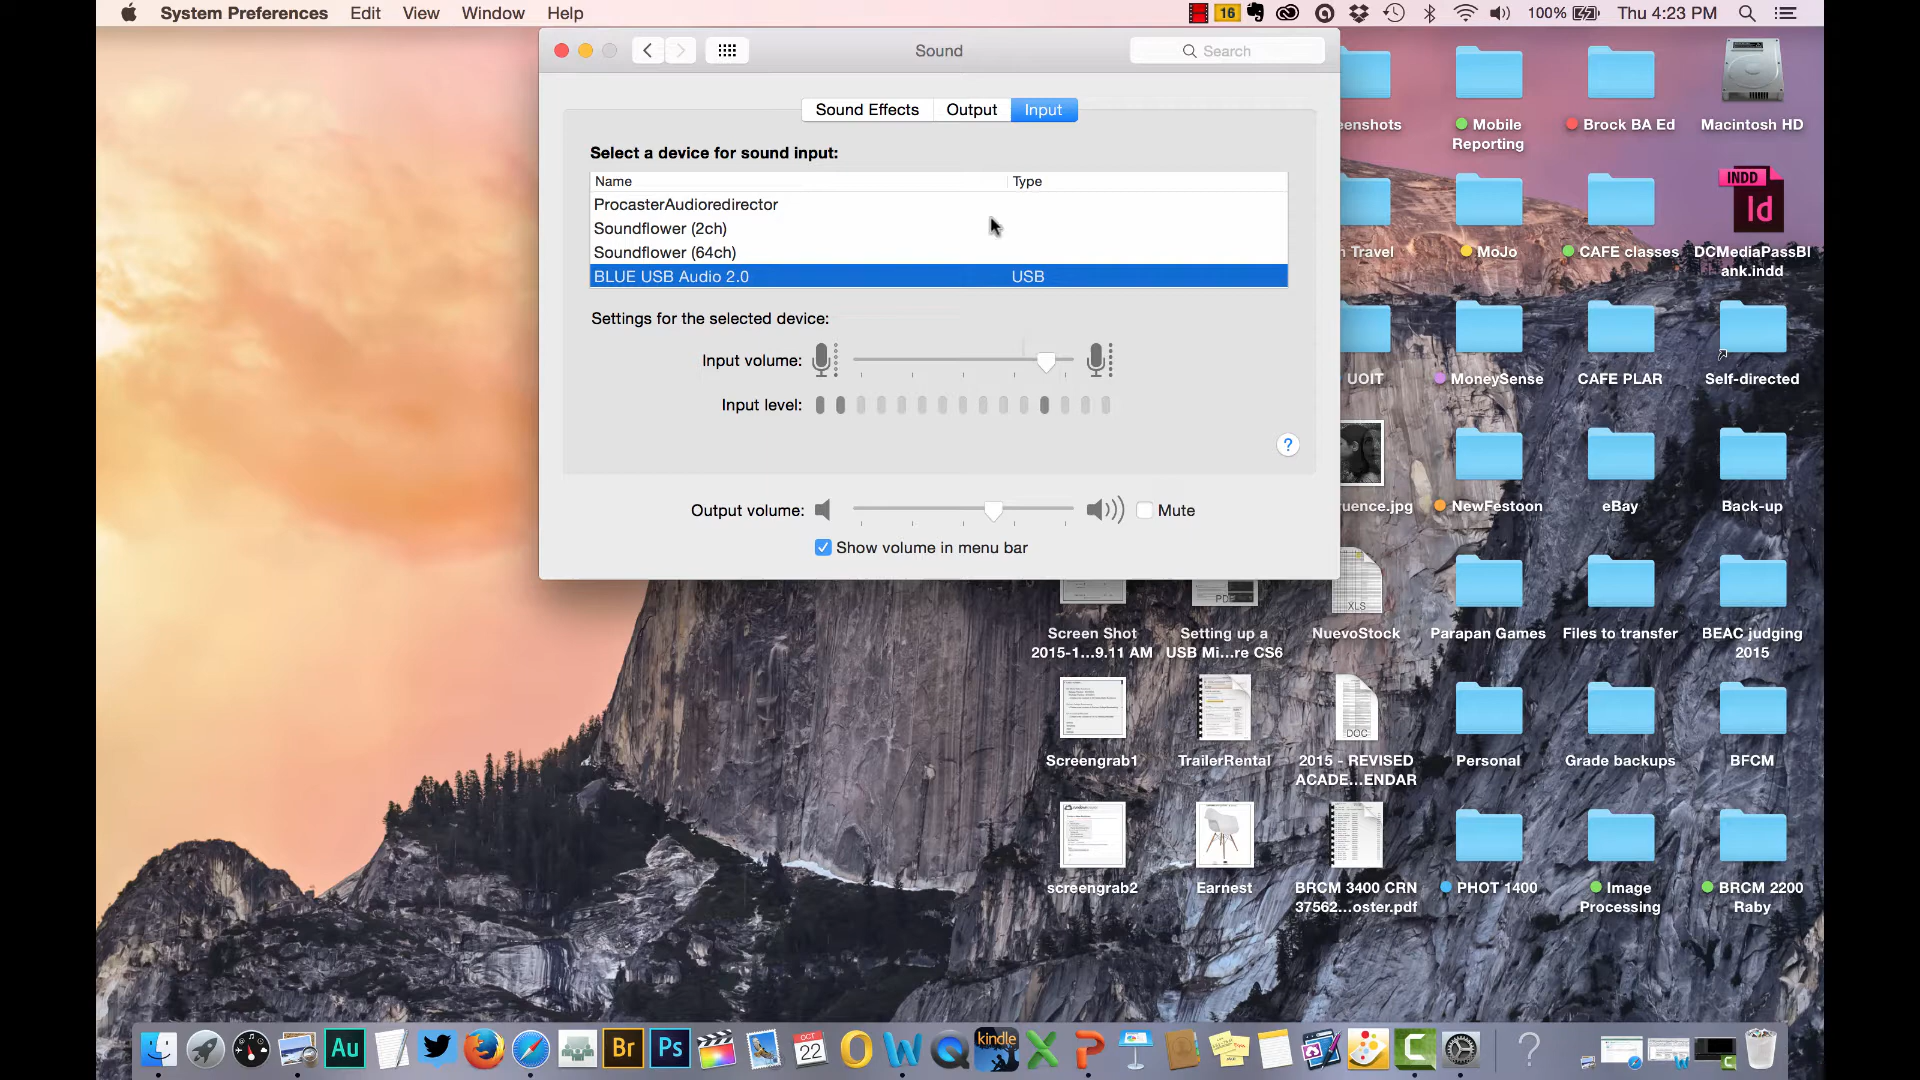 System Preferences Edit View Window Help
16 100% Thu 4:23 PM
Sound
Search
Sound Effects Output Input
Select a device for sound input:
Name Type
ProcasterAudioredirector
Soundflower (2ch)
Soundflower (64ch)
BLUE USB Audio 2.0 USB
Settings for the selected device:
Input volume:
Input level:
?
Output volume: Mute
Show volume in menu bar
enshots
Mobile
Reporting
Brock BA Ed
Macintosh HD
INDD
Id
Travel
MoJo
CAFE classes
DCMediaPassBl
ank.indd
UOIT
MoneySense
CAFE PLAR
Self-directed
uence.jpg
NewFestoon
eBay
Back-up
PDF
XLS
Screen Shot
2015-1...9.11 AM
Setting up a
USB Mi...re CS6
NuevoStock
Parapan Games
Files to transfer
BEAC judging
2015
DOC
Screengrab1
TrailerRental
2015 - REVISED
ACADE...ENDAR
Personal
Grade backups
BFCM
screengrab2
Earnest
BRCM 3400 CRN
37562...oster.pdf
PHOT 1400
Image
Processing
BRCM 2200
Raby
Au
Br
Ps
OCT
22
kindle
?